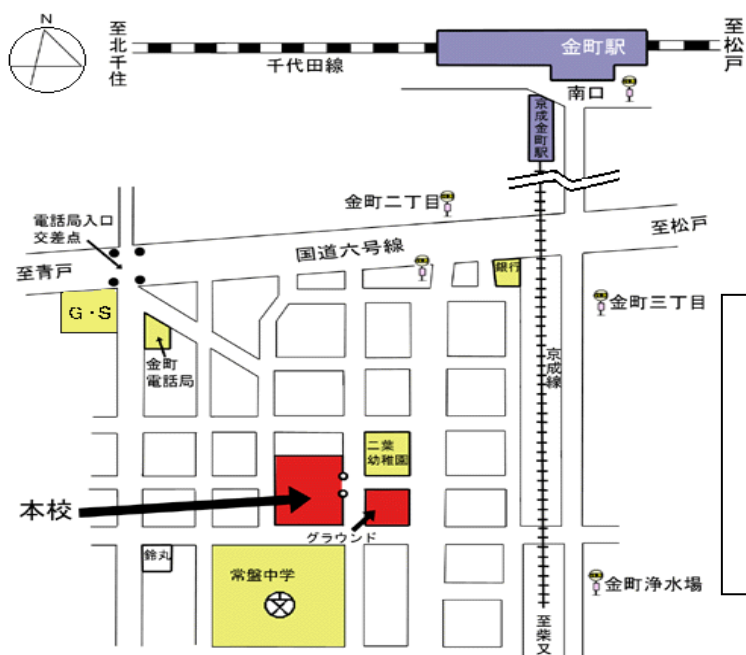 N
至北千住
千代田線
金町駅
至松戸
南口
京成金町駅
金町二丁目
電話局入口
交差点
国道六号線
至松戸
至青戸
銀行
G・S
金町三丁目
金町
電話局
京成線
二葉
幼稚園
本校
グラウンド
鈴丸
常盤中学
文
金町浄水場
至柴又